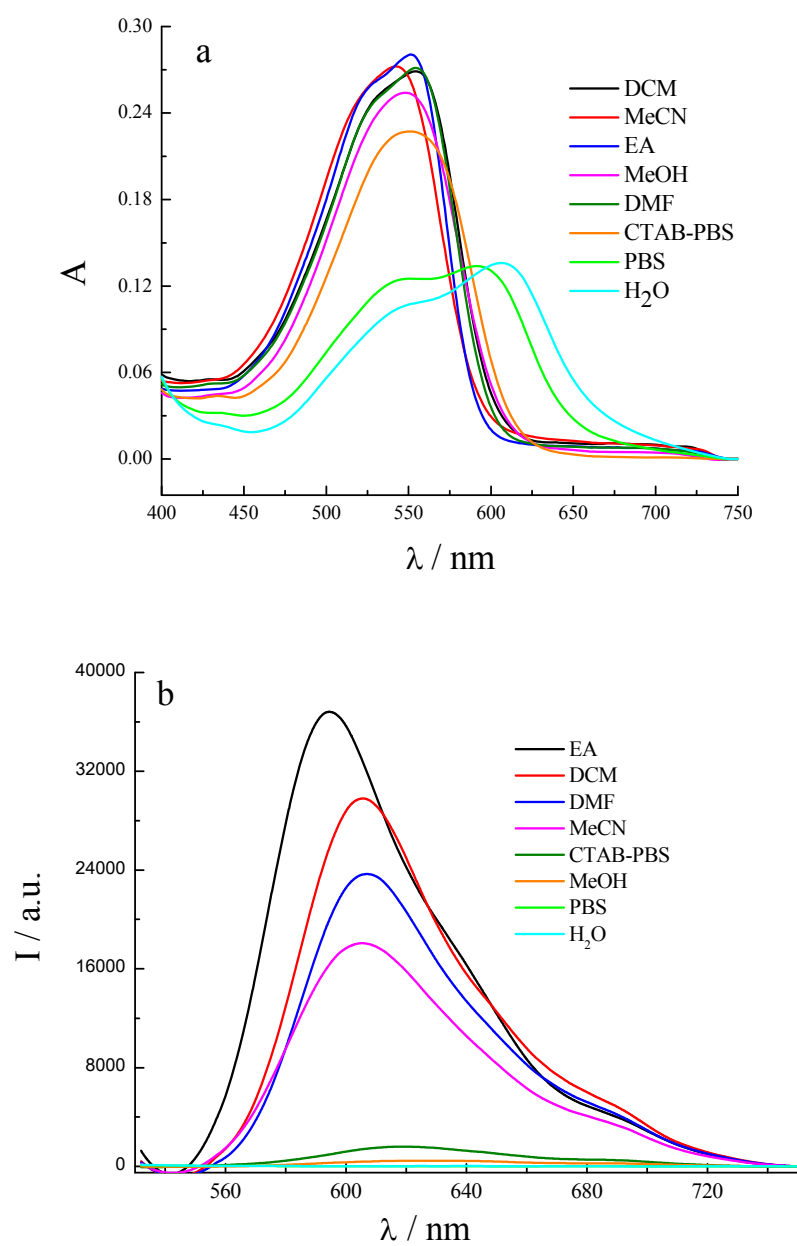 a
0.30
0.24
0.18
0.12
0.06
0.00
A
DCM
MeCN
EA
MeOH
DMF
CTAB-PBS
PBS
H₂O
400 450 500 550 600 650 700 750
λ / nm
b
40000
32000
24000
16000
8000
0
I / a.u.
EA
DCM
DMF
MeCN
CTAB-PBS
MeOH
PBS
H₂O
560 600 640 680 720
λ / nm